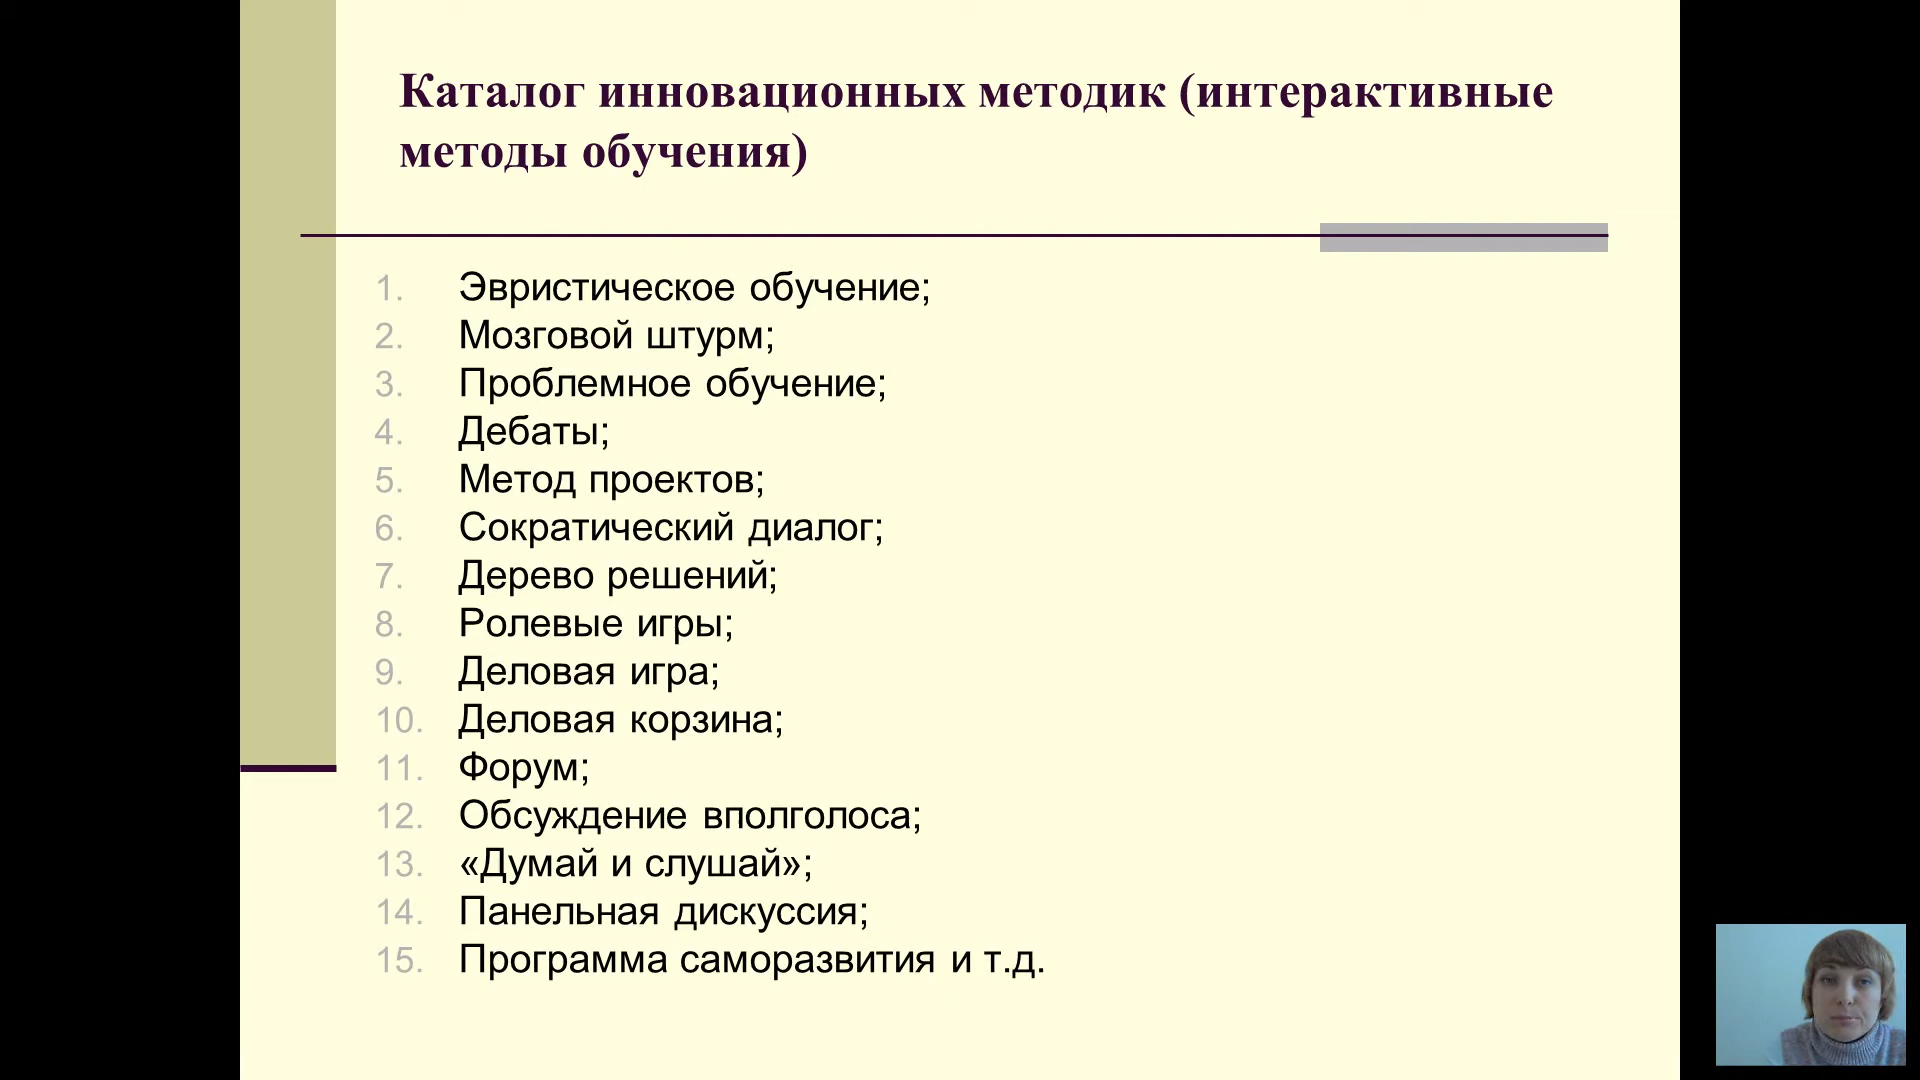 Каталог инновационных методик (интерактивные
методы обучения)
1. Эвристическое обучение;
2. Мозговой штурм;
3. Проблемное обучение;
4. Дебаты;
5. Метод проектов;
6. Сократический диалог;
7. Дерево решений;
8. Ролевые игры;
9. Деловая игра;
10. Деловая корзина;
11. Форум;
12. Обсуждение вполголоса;
13. «Думай и слушай»;
14. Панельная дискуссия;
15. Программа саморазвития и т.д.